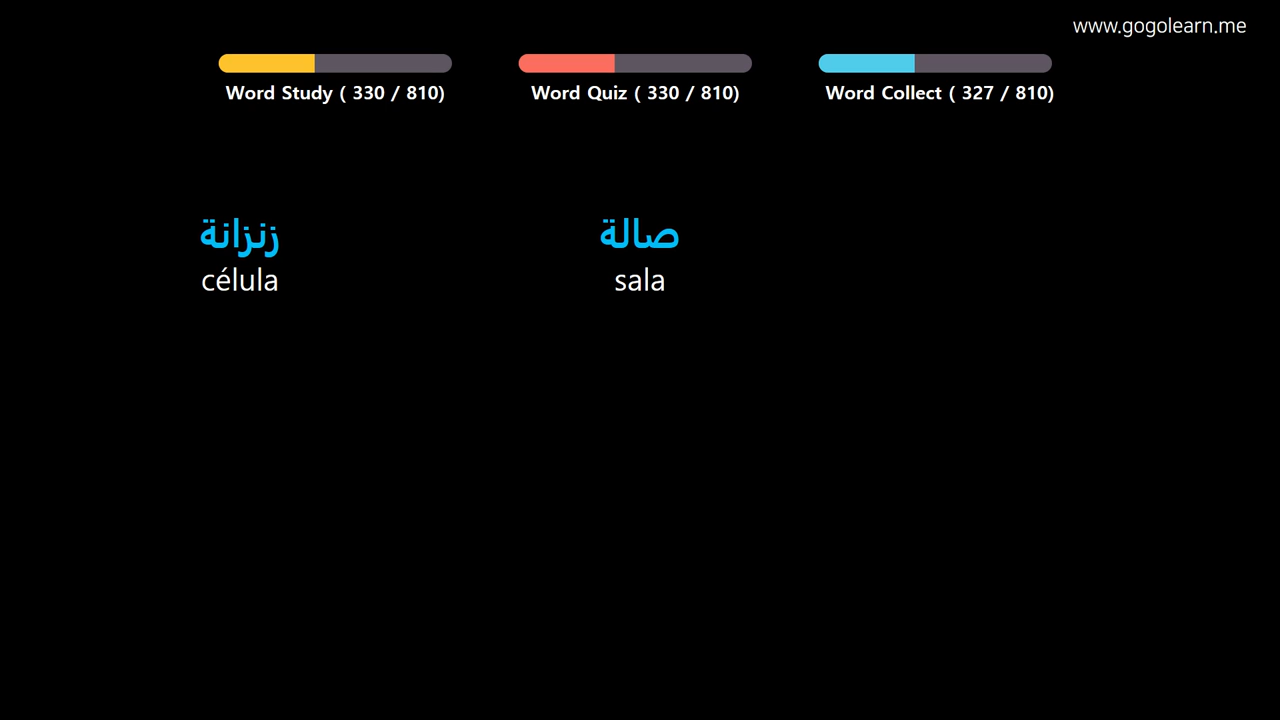 www.gogolearn.me
Word Study ( 330 / 810)
Word Quiz ( 330 / 810)
Word Collect ( 327 / 810)
زنزانة
célula
صالة
sala